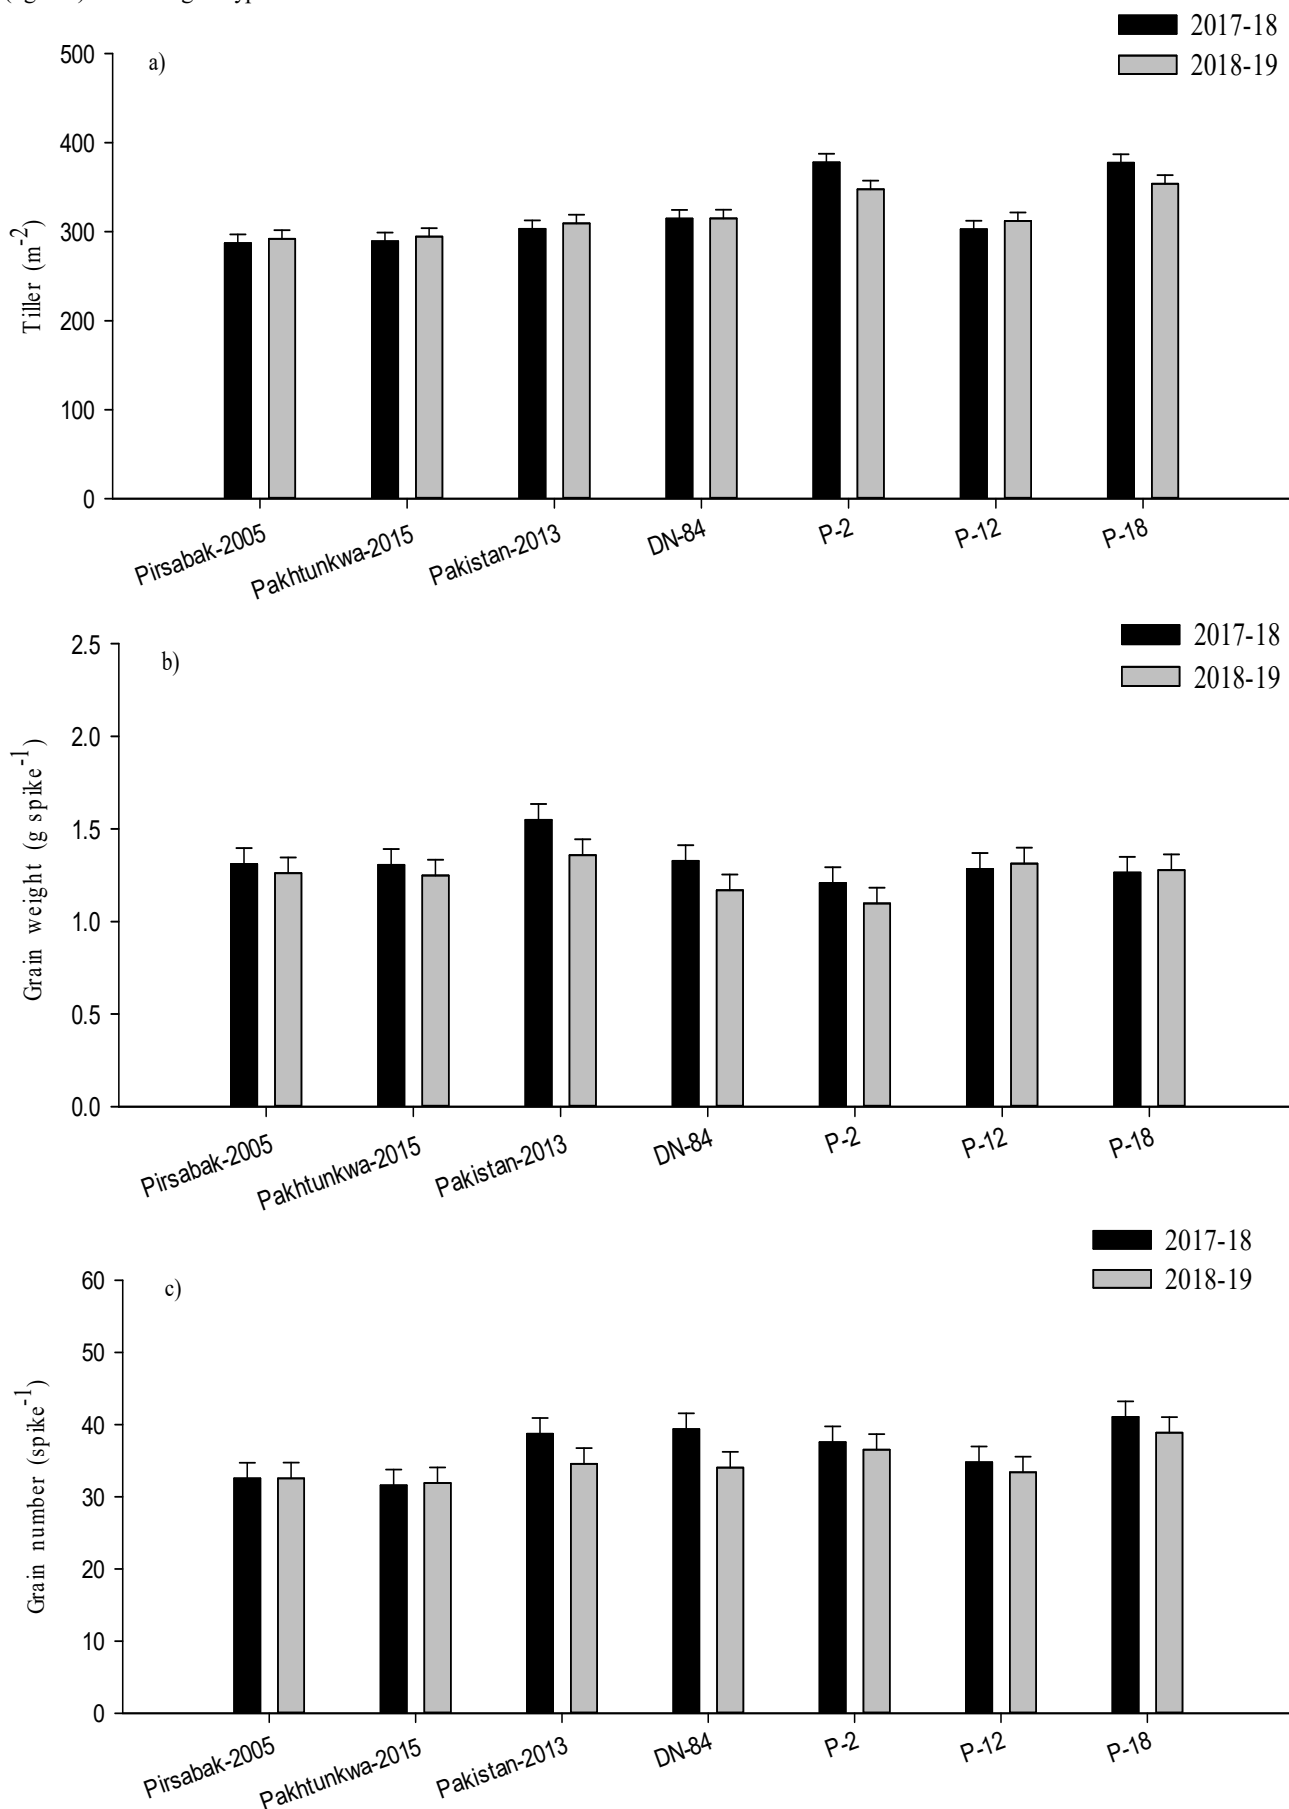 2017-18
2018-19
a)
500
400
300
200
100
0
Tiller (m-2)
Pirsabak-2005
Pakhtunkwa-2015
Pakistan-2013
DN-84
P-2
P-12
P-18
2017-18
2018-19
b)
2.5
2.0
1.5
1.0
0.5
0.0
Grain weight (g spike-1)
Pirsabak-2005
Pakhtunkwa-2015
Pakistan-2013
DN-84
P-2
P-12
P-18
2017-18
2018-19
c)
60
50
40
30
20
10
0
Grain number (spike-1)
Pirsabak-2005
Pakhtunkwa-2015
Pakistan-2013
DN-84
P-2
P-12
P-18